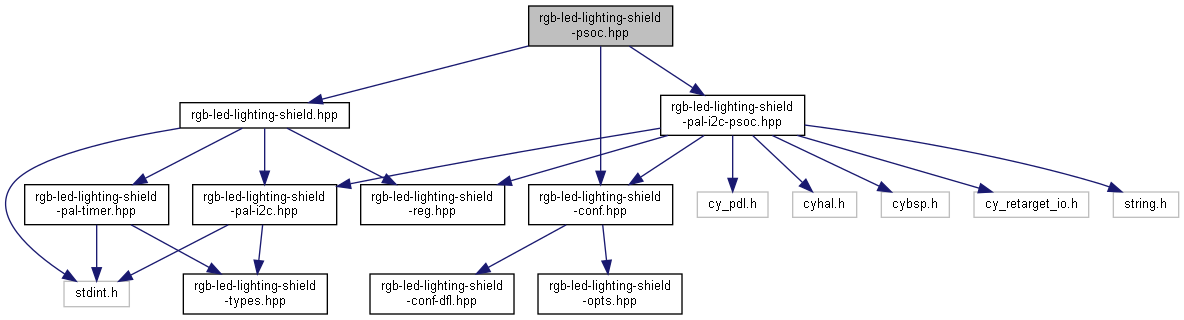 rgb-led-lighting-shield
-psoc.hpp
rgb-led-lighting-shield.hpp
rgb-led-lighting-shield
-pal-i2c-psoc.hpp
rgb-led-lighting-shield
-pal-timer.hpp
rgb-led-lighting-shield
-pal-i2c.hpp
rgb-led-lighting-shield
-reg.hpp
rgb-led-lighting-shield
-conf.hpp
cy_pdl.h
cyhal.h
cybsp.h
cy_retarget_io.h
string.h
stdint.h
rgb-led-lighting-shield
-types.hpp
rgb-led-lighting-shield
-conf-dfl.hpp
rgb-led-lighting-shield
-opts.hpp